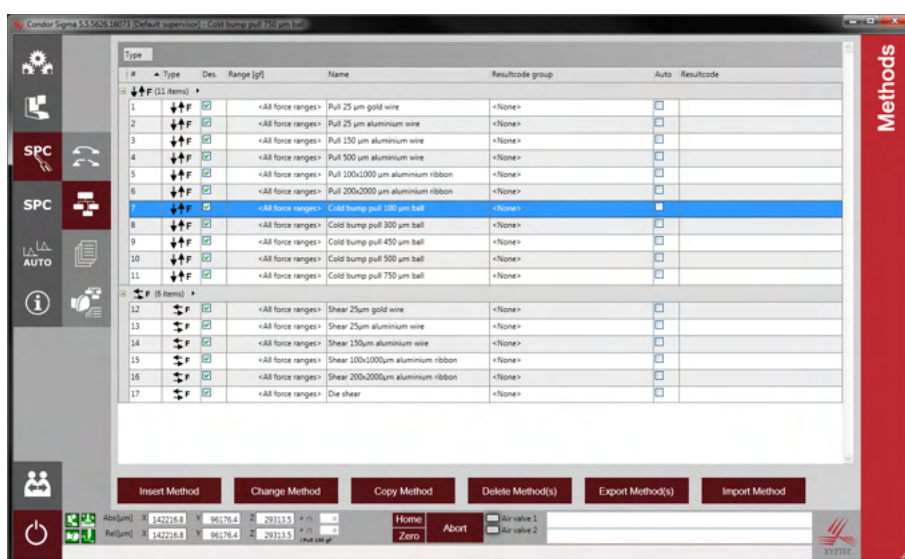 Condor Sigma 5.3.5626.16073 [Default supervisor] - Cold bump pull 750 µm ball
Methods
Type
# Type Des. Range [gf] Name Resultcode group Auto Resultcode
F (11 items)
1 F <All force ranges> Pull 25 µm gold wire <None>
2 F <All force ranges> Pull 25 µm aluminium wire <None>
3 F <All force ranges> Pull 150 µm aluminium wire <None>
4 F <All force ranges> Pull 500 µm aluminium wire <None>
5 F <All force ranges> Pull 100x1000 µm aluminium ribbon <None>
6 F <All force ranges> Pull 200x2000 µm aluminium ribbon <None>
7 F <All force ranges> Cold bump pull 100 µm ball <None>
8 F <All force ranges> Cold bump pull 300 µm ball <None>
9 F <All force ranges> Cold bump pull 450 µm ball <None>
10 F <All force ranges> Cold bump pull 500 µm ball <None>
11 F <All force ranges> Cold bump pull 750 µm ball <None>
F (6 items)
12 F <All force ranges> Shear 25µm gold wire <None>
13 F <All force ranges> Shear 25µm aluminium wire <None>
14 F <All force ranges> Shear 150µm aluminium wire <None>
15 F <All force ranges> Shear 100x1000µm aluminium ribbon <None>
16 F <All force ranges> Shear 200x2000µm aluminium ribbon <None>
17 F <All force ranges> Die shear <None>
SPC
SPC
AUTO
Insert Method Change Method Copy Method Delete Method(s) Export Method(s) Import Method
Abs[µm] X 142216.8 Y 96176.4 Z 29313.5 Home Abort Air valve 1
Rel[µm] X 142216.8 Y 96176.4 Z 29313.5 Zero Air valve 2
Pull 100 gf
XYZTEC